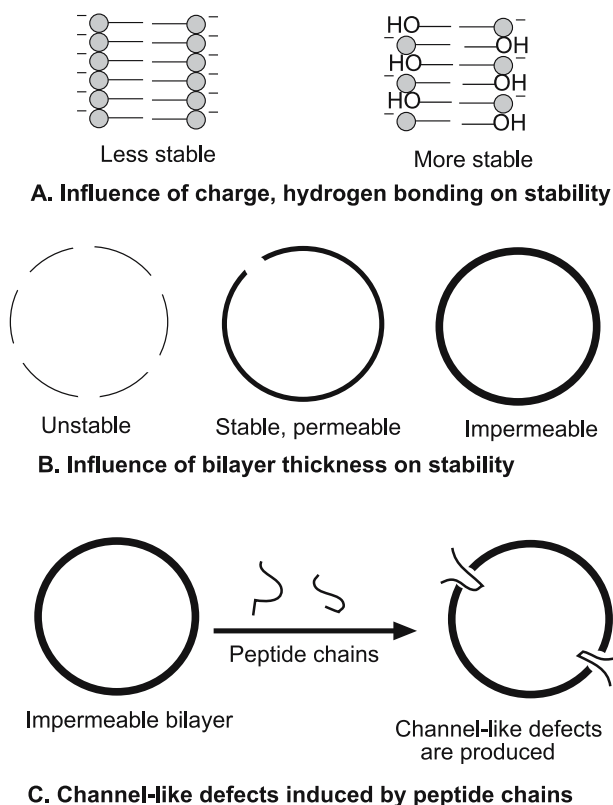 HO
OH
HO
OH
HO
OH
Less stable
More stable
A. Influence of charge, hydrogen bonding on stability
Unstable
Stable, permeable
Impermeable
B. Influence of bilayer thickness on stability
Peptide chains
Impermeable bilayer
Channel-like defects
are produced
C. Channel-like defects induced by peptide chains